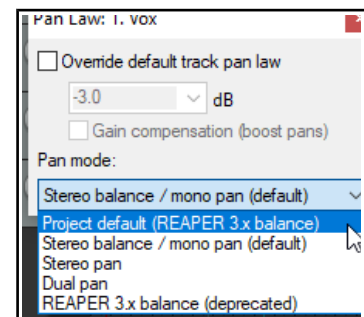 Pan Law: 1. Vox
Override default track pan law
-3.0
dB
Gain compensation (boost pans)
Pan mode:
Stereo balance / mono pan (default)
Project default (REAPER 3.x balance)
Stereo balance / mono pan (default)
Stereo pan
Dual pan
REAPER 3.x balance (deprecated)